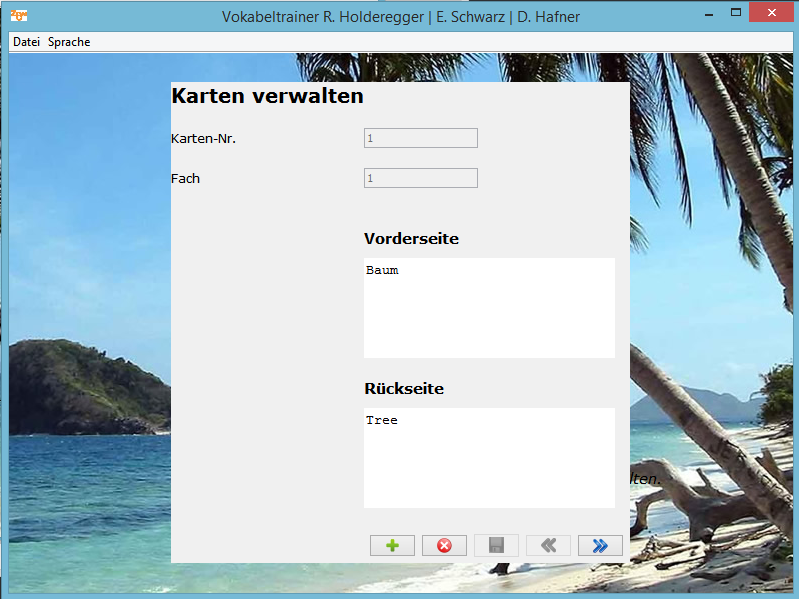 Vokabeltrainer R. Holderegger | E. Schwarz | D. Hafner
Datei Sprache
Karten verwalten
Karten-Nr. 1
Fach 1
Vorderseite
Baum
Rückseite
Tree
lten.